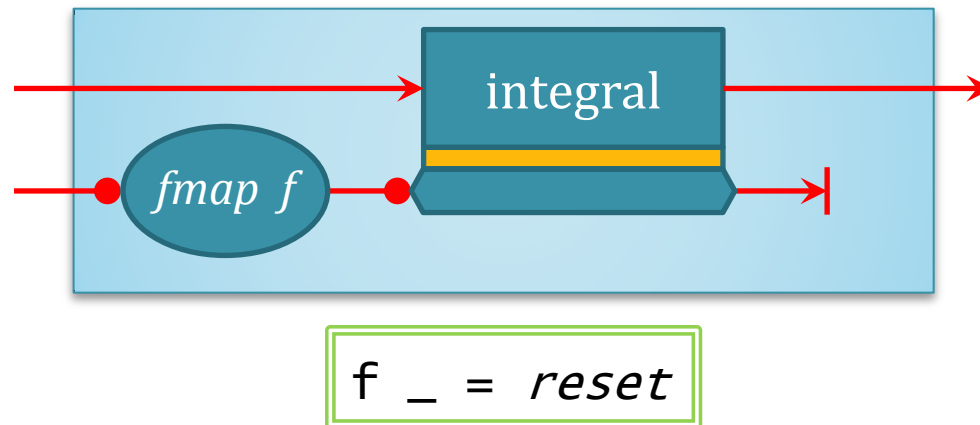 integral
fmap f
f _ = reset